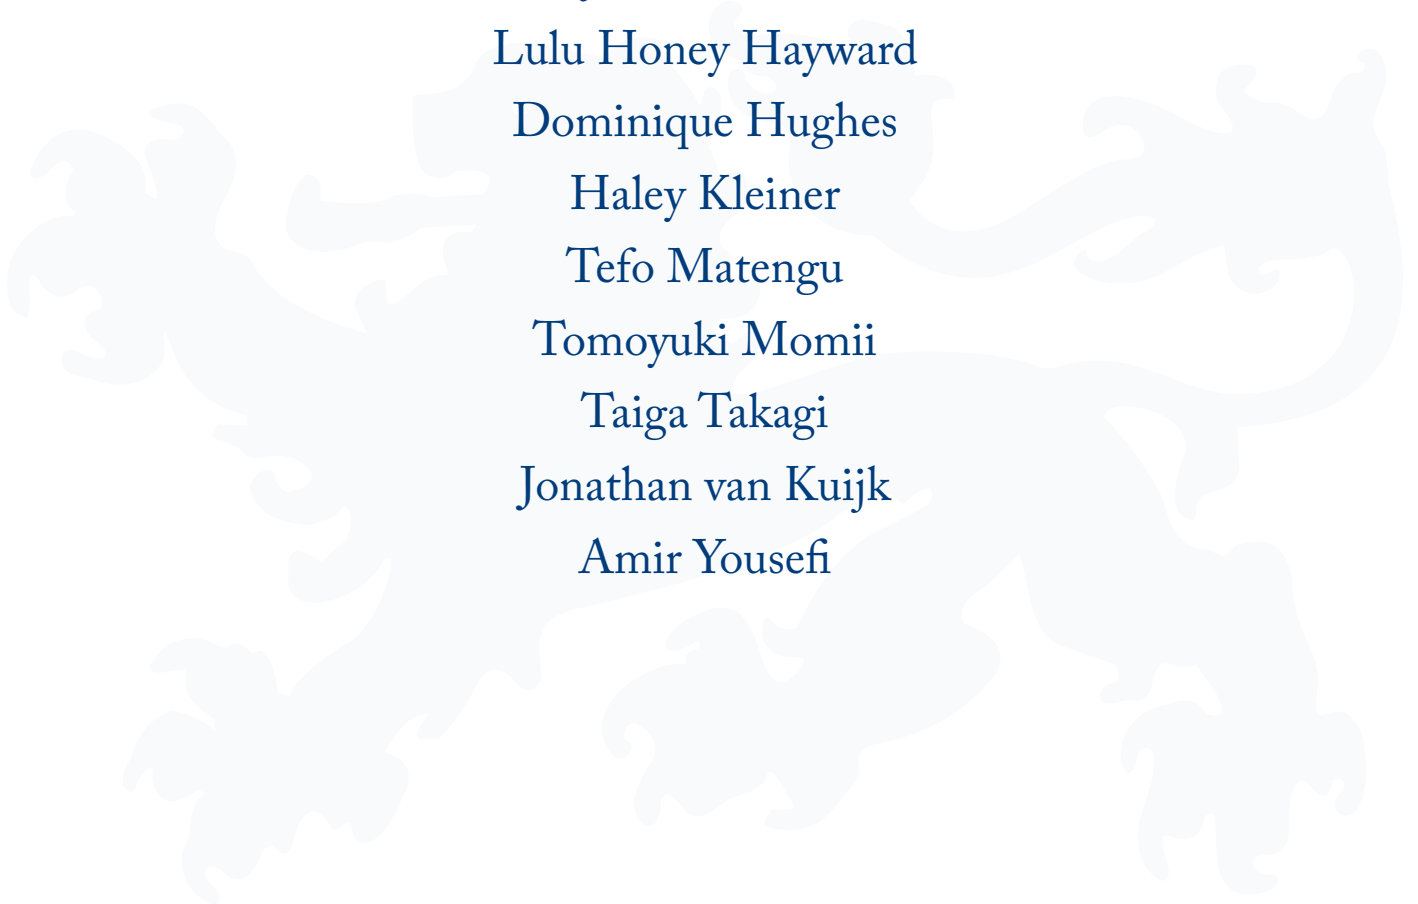 Lulu Honey Hayward
Dominique Hughes
Haley Kleiner
Tefo Matengu
Tomoyuki Momii
Taiga Takagi
Jonathan van Kuijk
Amir Yousefi